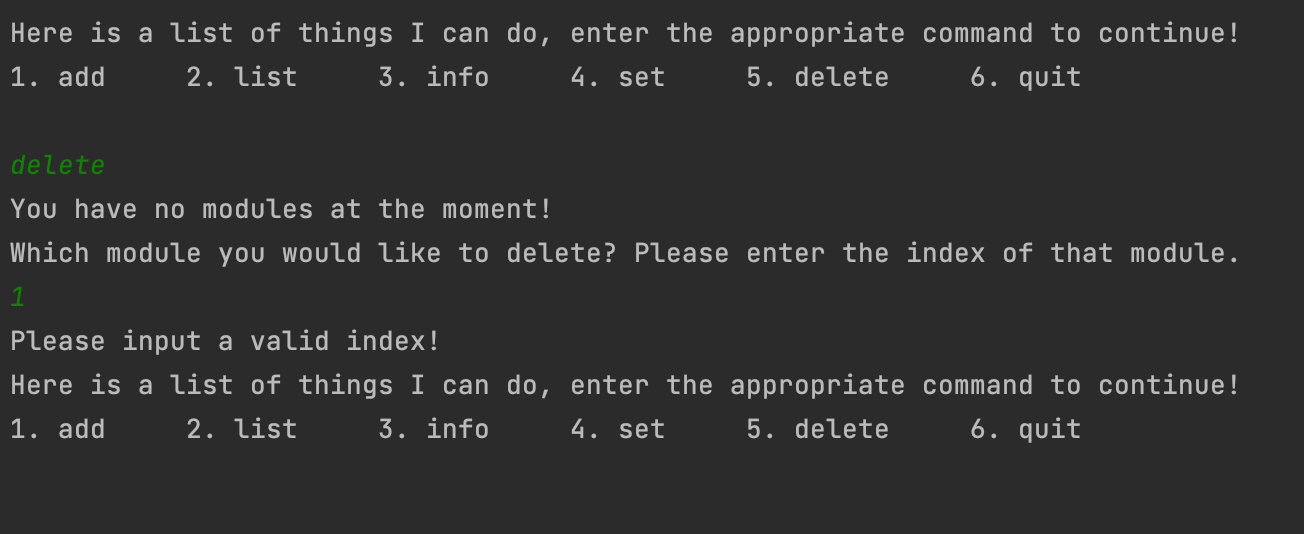 Here is a list of things I can do, enter the appropriate command to continue!
1. add     2. list     3. info     4. set     5. delete     6. quit
delete
You have no modules at the moment!
Which module you would like to delete? Please enter the index of that module.
1
Please input a valid index!
Here is a list of things I can do, enter the appropriate command to continue!
1. add     2. list     3. info     4. set     5. delete     6. quit